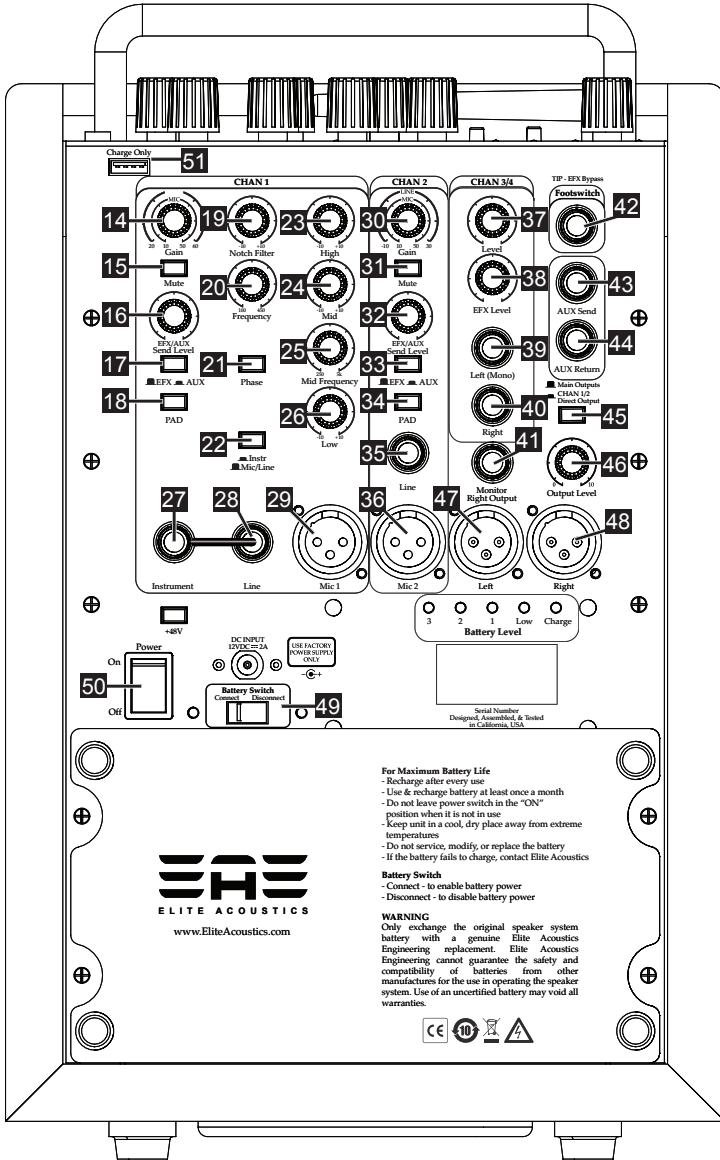 Charge Only
51
CHAN 1
CHAN 2
CHAN 3/4
TIP - EFX Bypass
Footswitch
42
14
MIC
20 10 50 60
Gain
19
-10 +10
Notch Filter
23
-10 +10
High
30
LINE
MIC
-10 10 50 30
Gain
37
Level
15
Mute
20
100 450
Frequency
24
-10 +10
Mid
31
Mute
38
EFX Level
43
AUX Send
16
EFX/AUX
Send Level
32
EFX/AUX
Send Level
44
AUX Return
17
EFX AUX
21
Phase
25
250 5k
Mid Frequency
33
EFX AUX
39
Left (Mono)
Main Outputs
CHAN 1/2
Direct Output
45
18
PAD
22
Instr
Mic/Line
26
-10 +10
Low
34
PAD
40
Right
35
Line
41
Monitor
Right Output
46
0 10
Output Level
27
Instrument
28
Line
29
Mic 1
36
Mic 2
47
Left
48
Right
+48V
3 2 1 Low Charge
Battery Level
Power
On
50
Off
DC INPUT
12VDC 2A
USE FACTORY
POWER SUPPLY
ONLY
- +
Battery Switch
Connect Disconnect
49
Serial Number
Designed, Assembled, & Tested
in California, USA
For Maximum Battery Life
- Recharge after every use
- Use & recharge battery at least once a month
- Do not leave power switch in the “ON”
position when it is not in use
- Keep unit in a cool, dry place away from extreme
temperatures
- Do not service, modify, or replace the battery
- If the battery fails to charge, contact Elite Acoustics
Battery Switch
- Connect - to enable battery power
- Disconnect - to disable battery power
WARNING
Only exchange the original speaker system
battery with a genuine Elite Acoustics
Engineering replacement. Elite Acoustics
Engineering cannot guarantee the safety and
compatibility of batteries from other
manufactures for the use in operating the speaker
system. Use of an uncertified battery may void all
warranties.
EAE
ELITE ACOUSTICS
www.EliteAcoustics.com
CE
10